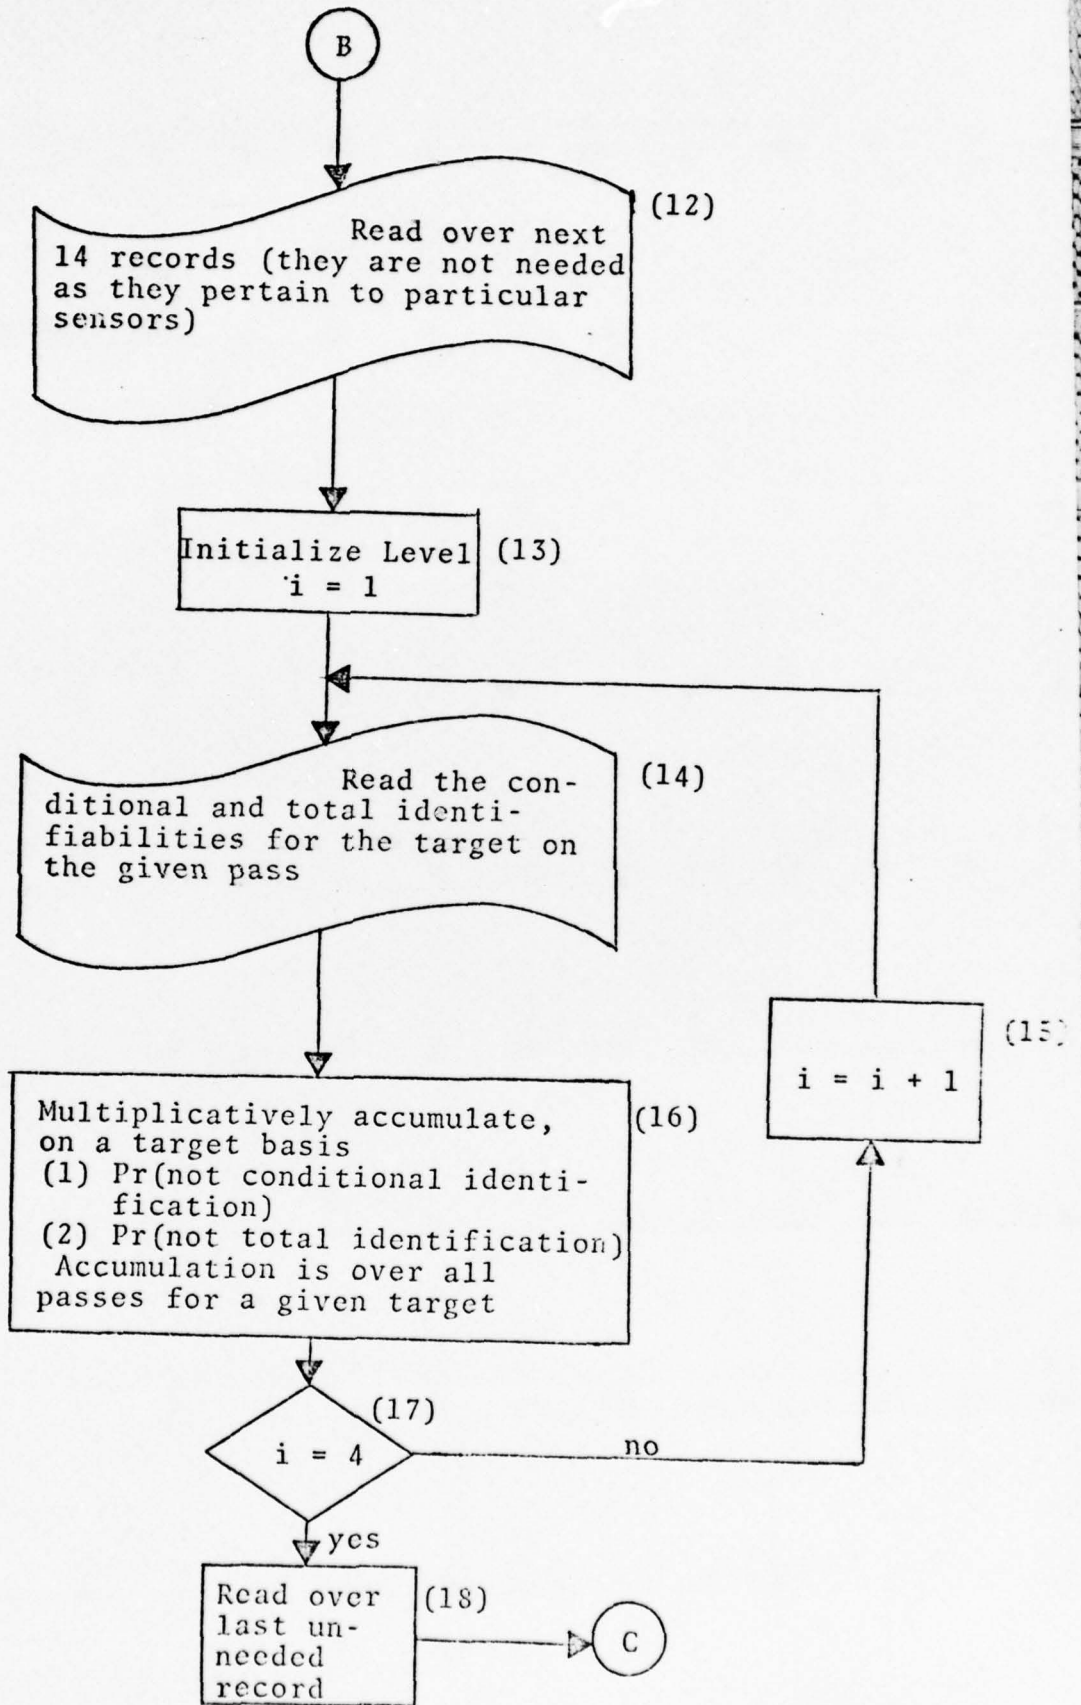 B
(12)
Read over next
14 records (they are not needed
as they pertain to particular
sensors)
Initialize Level
i = 1
(13)
(14)
Read the con-
ditional and total identi-
fiabilities for the target on
the given pass
(15)
i = i + 1
Multiplicatively accumulate,
on a target basis
(1) Pr(not conditional identi-
fication)
(2) Pr(not total identification)
Accumulation is over all
passes for a given target
(16)
(17)
i = 4
no
yes
Read over
last un-
needed
record
(18)
C